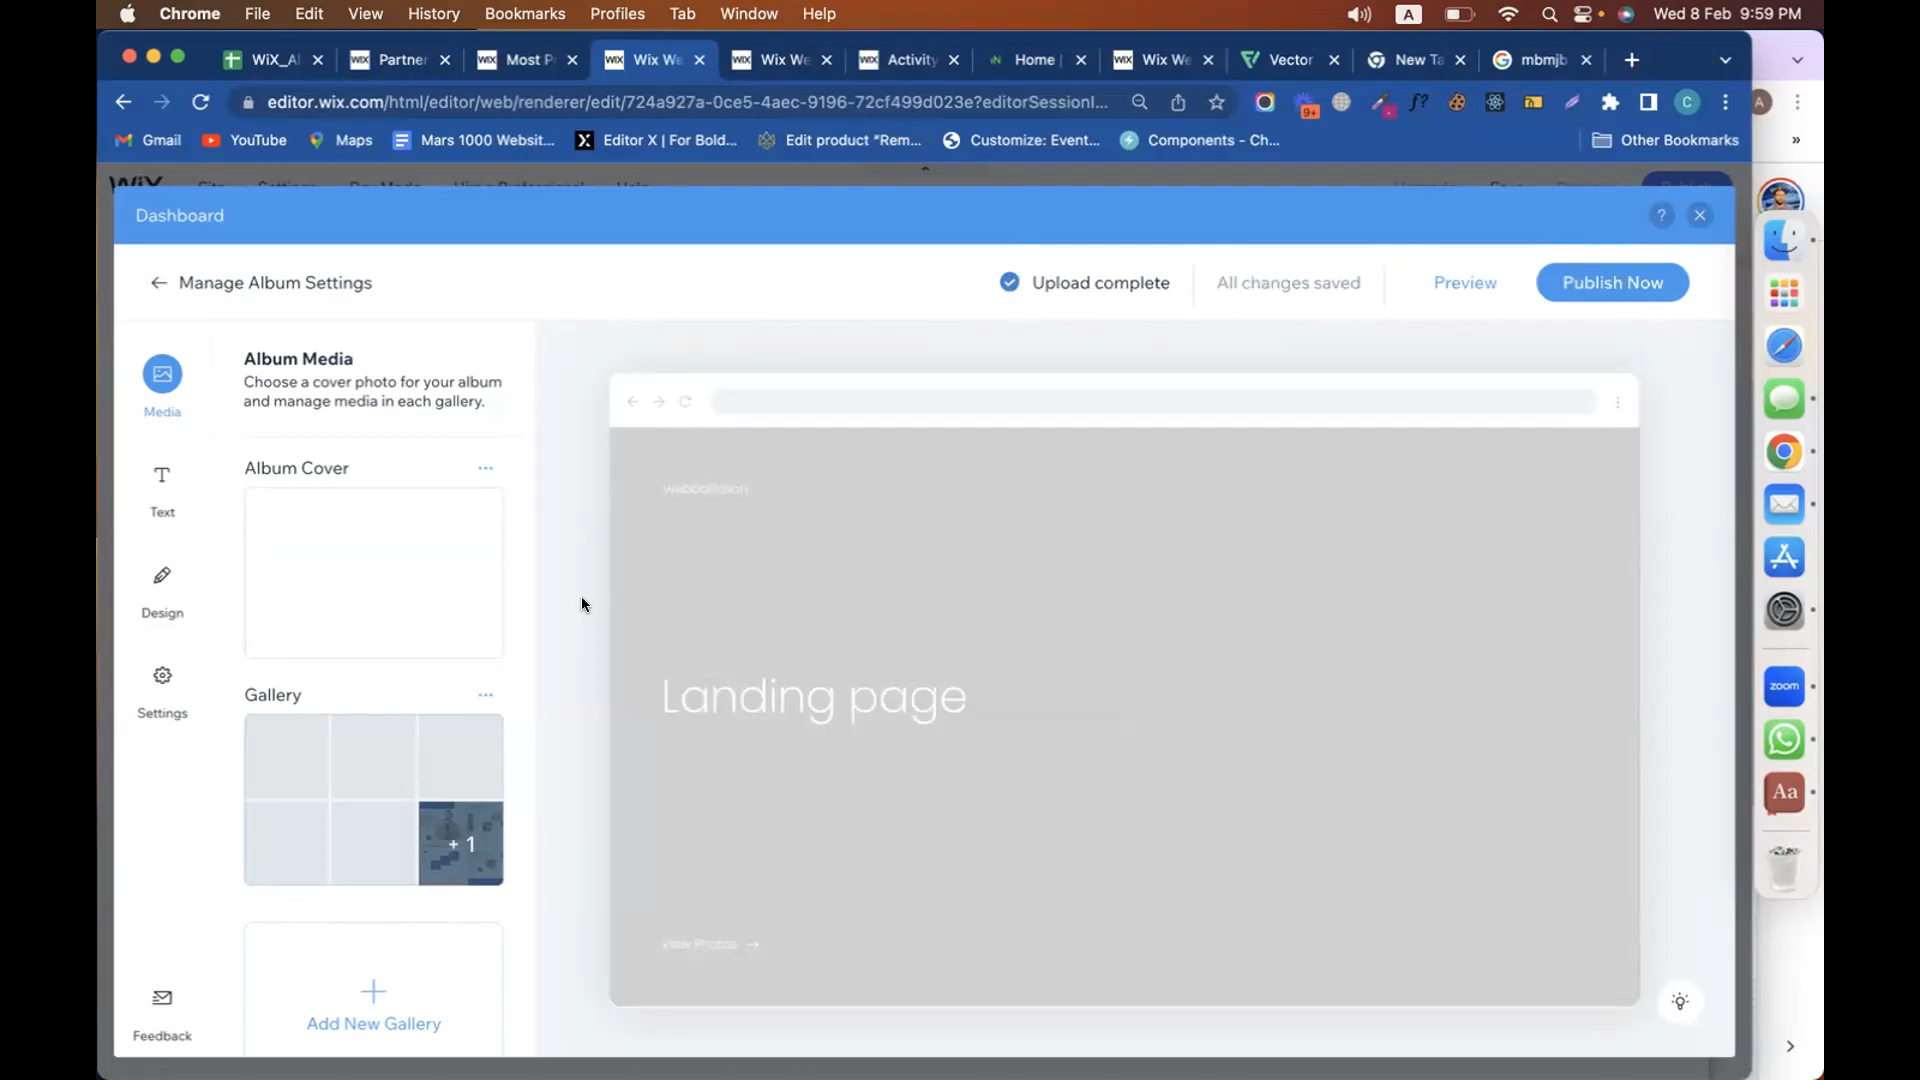 Chrome File Edit View History Bookmarks Profiles Tab Window Help A Wed 8 Feb 9:59 PM
WiX_A Partner Most P Wix We Wix We Activity Home Wix We Vector New Ta mbmjb
editor.wix.com/html/editor/web/renderer/edit/724a927a-0ce5-4aec-9196-72cf499d023e?editorSessionI... f? 9+ C A
Gmail YouTube Maps Mars 1000 Websit... Editor X | For Bold... Edit product “Rem... Customize: Event... Components - Ch... Other Bookmarks »
Dashboard ?
Manage Album Settings Upload complete All changes saved Preview Publish Now
Album Media
Choose a cover photo for your album
and manage media in each gallery.
Media
Album Cover
Text
Design
Gallery
Settings
+ 1
Add New Gallery
Feedback
Landing page
View Photos
zoom
Aa